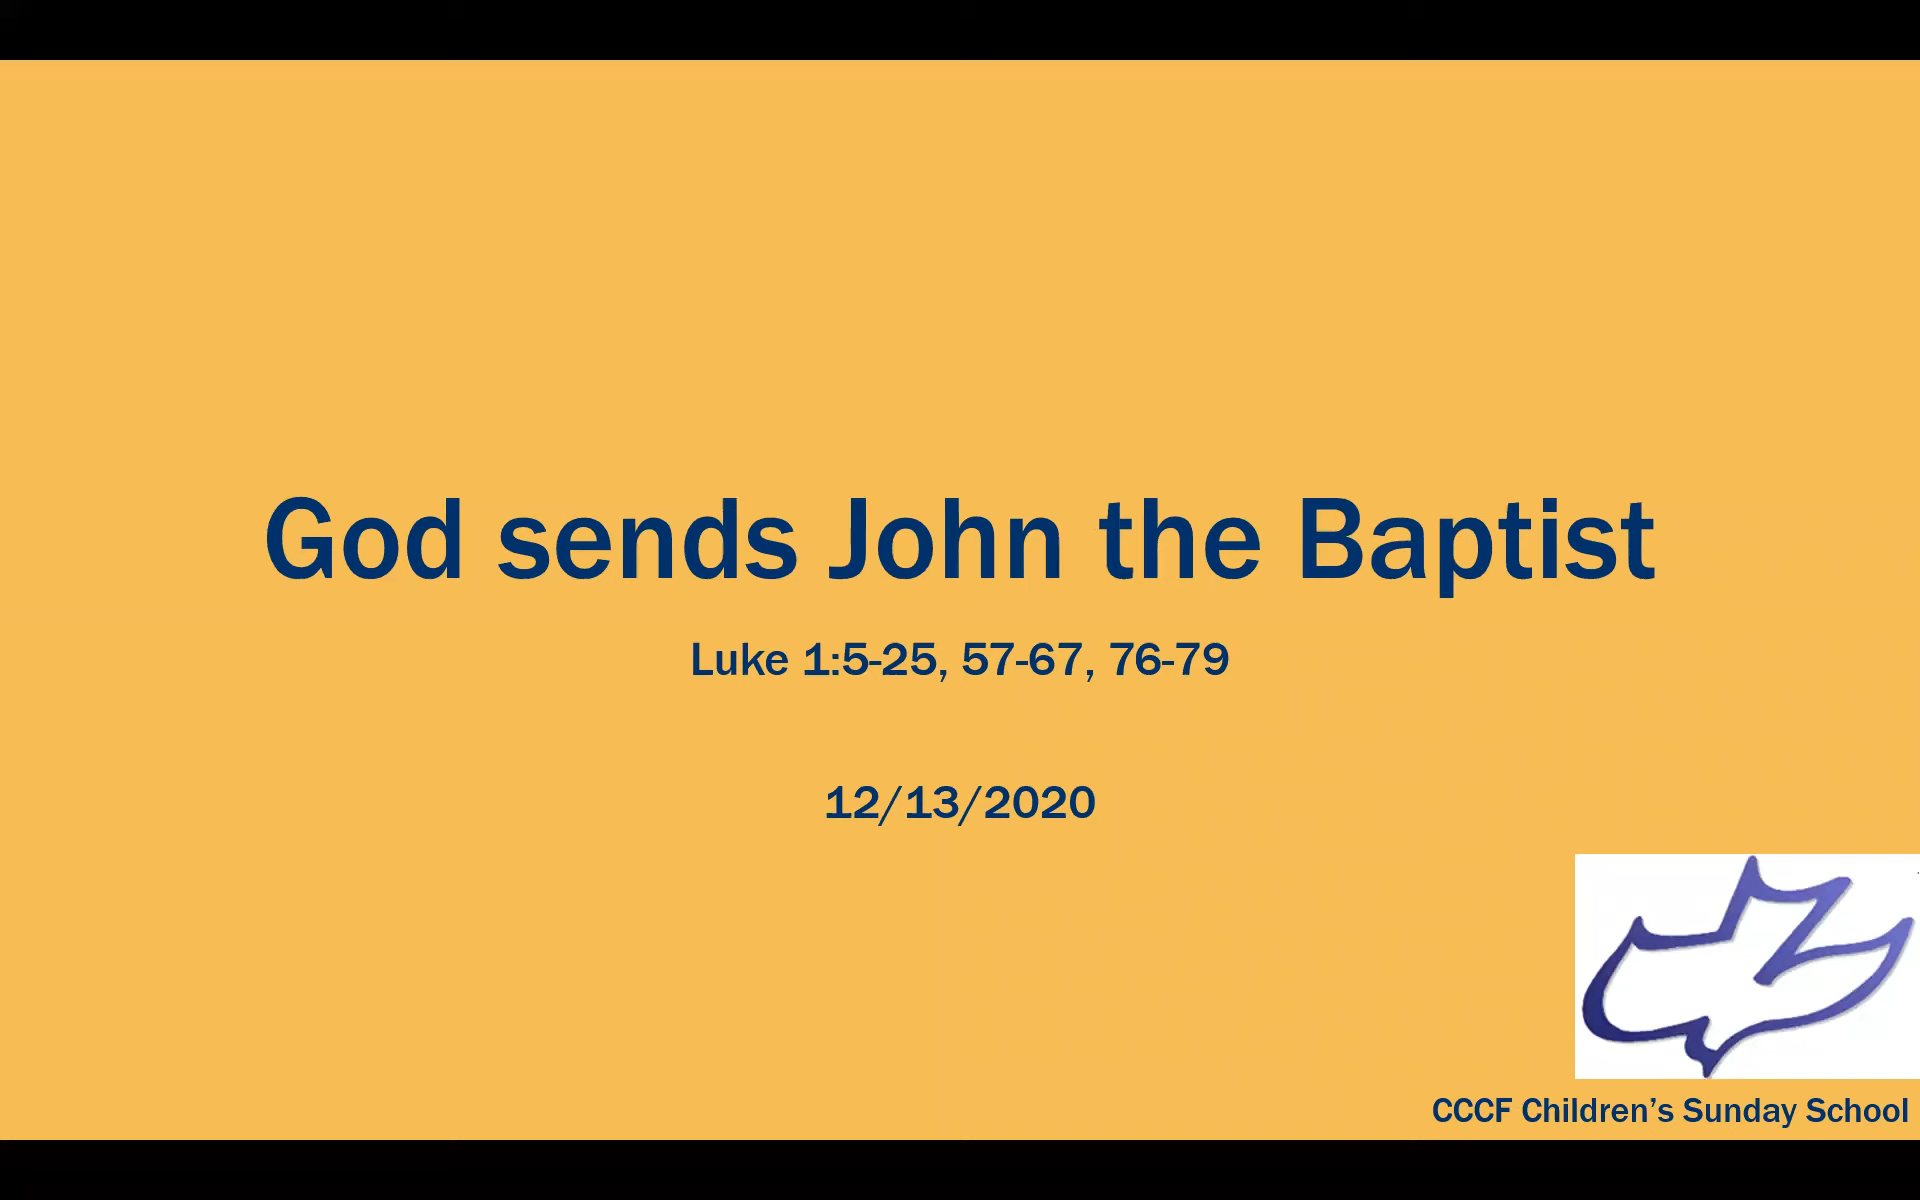 God sends John the Baptist
Luke 1:5-25, 57-67, 76-79
12/13/2020
CCCF Children’s Sunday School